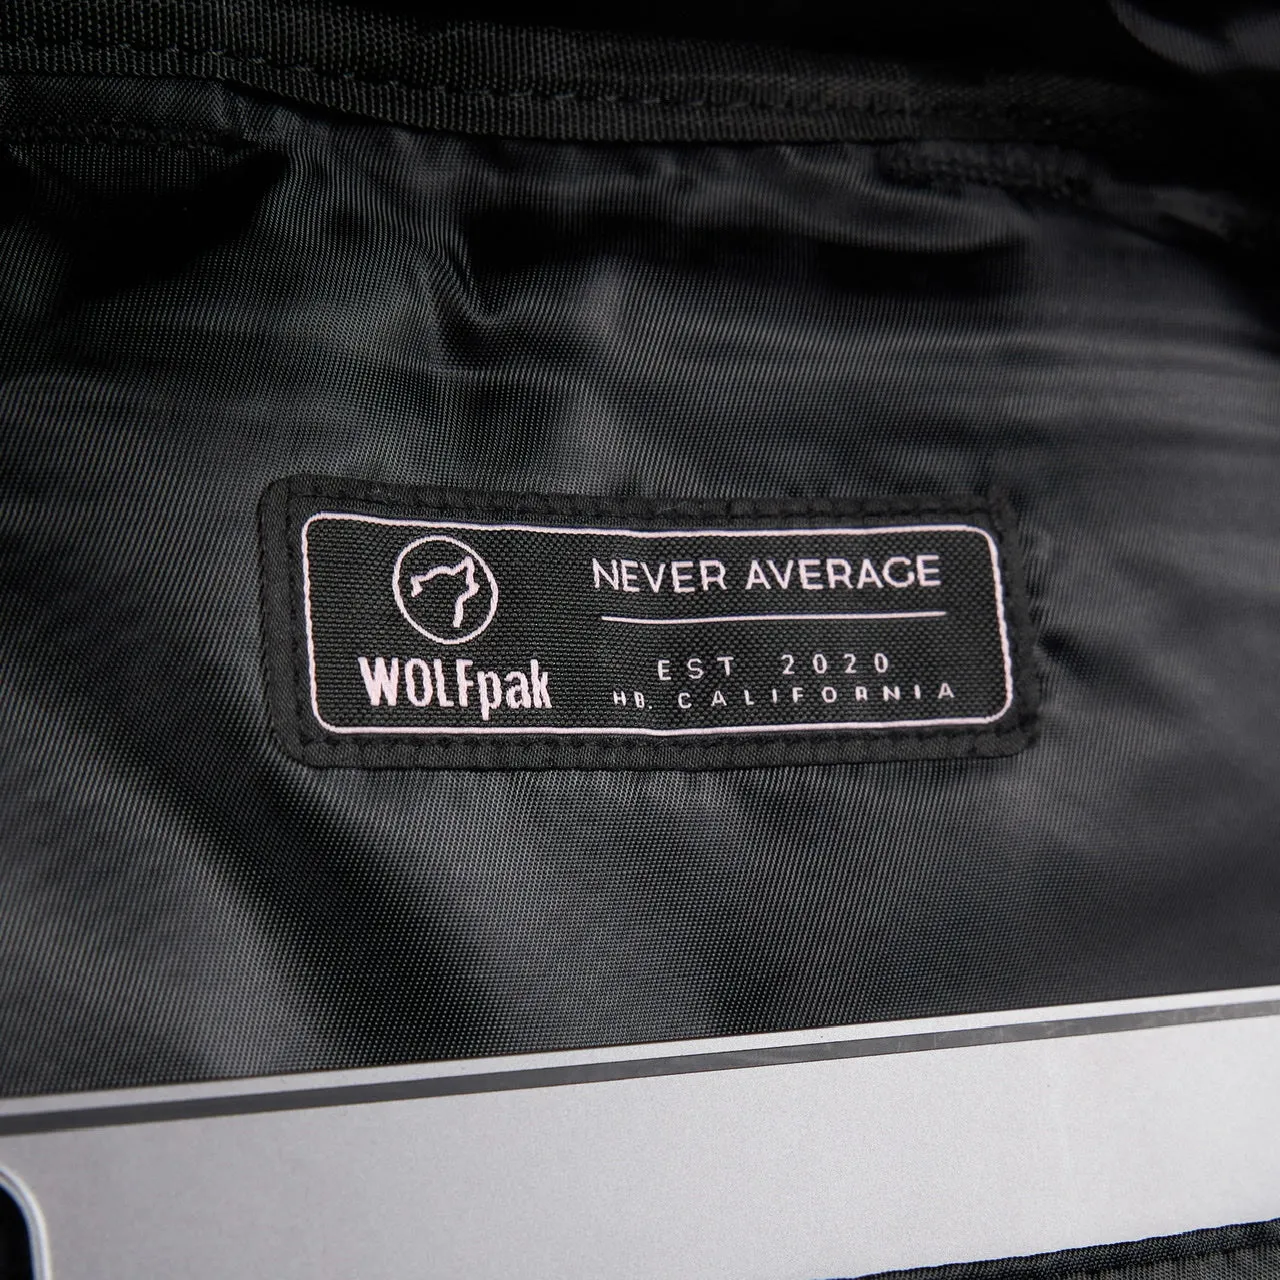 WOLFpak
NEVER AVERAGE
EST 2020
HB. CALIFORNIA